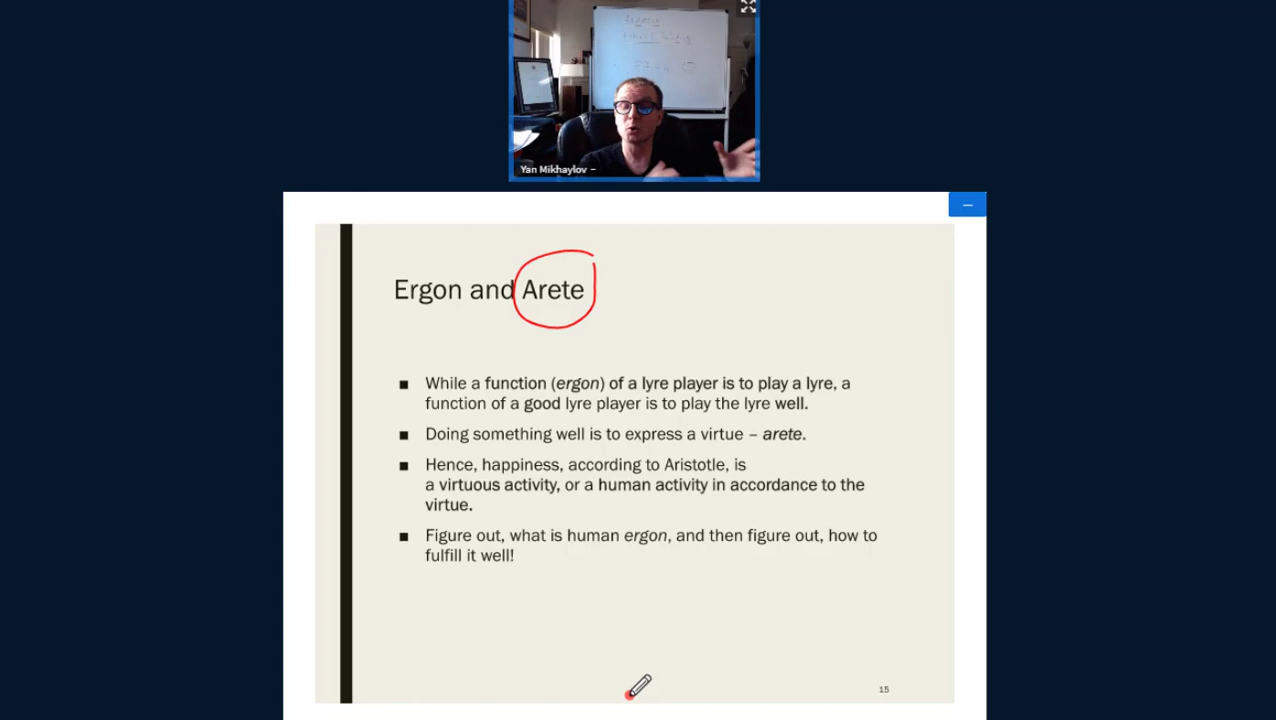 Yan Mikhaylov –
Ergon and Arete
■ While a function (ergon) of a lyre player is to play a lyre, a
function of a good lyre player is to play the lyre well.
■ Doing something well is to express a virtue – arete.
■ Hence, happiness, according to Aristotle, is
a virtuous activity, or a human activity in accordance to the
virtue.
■ Figure out, what is human ergon, and then figure out, how to
fulfill it well!
15